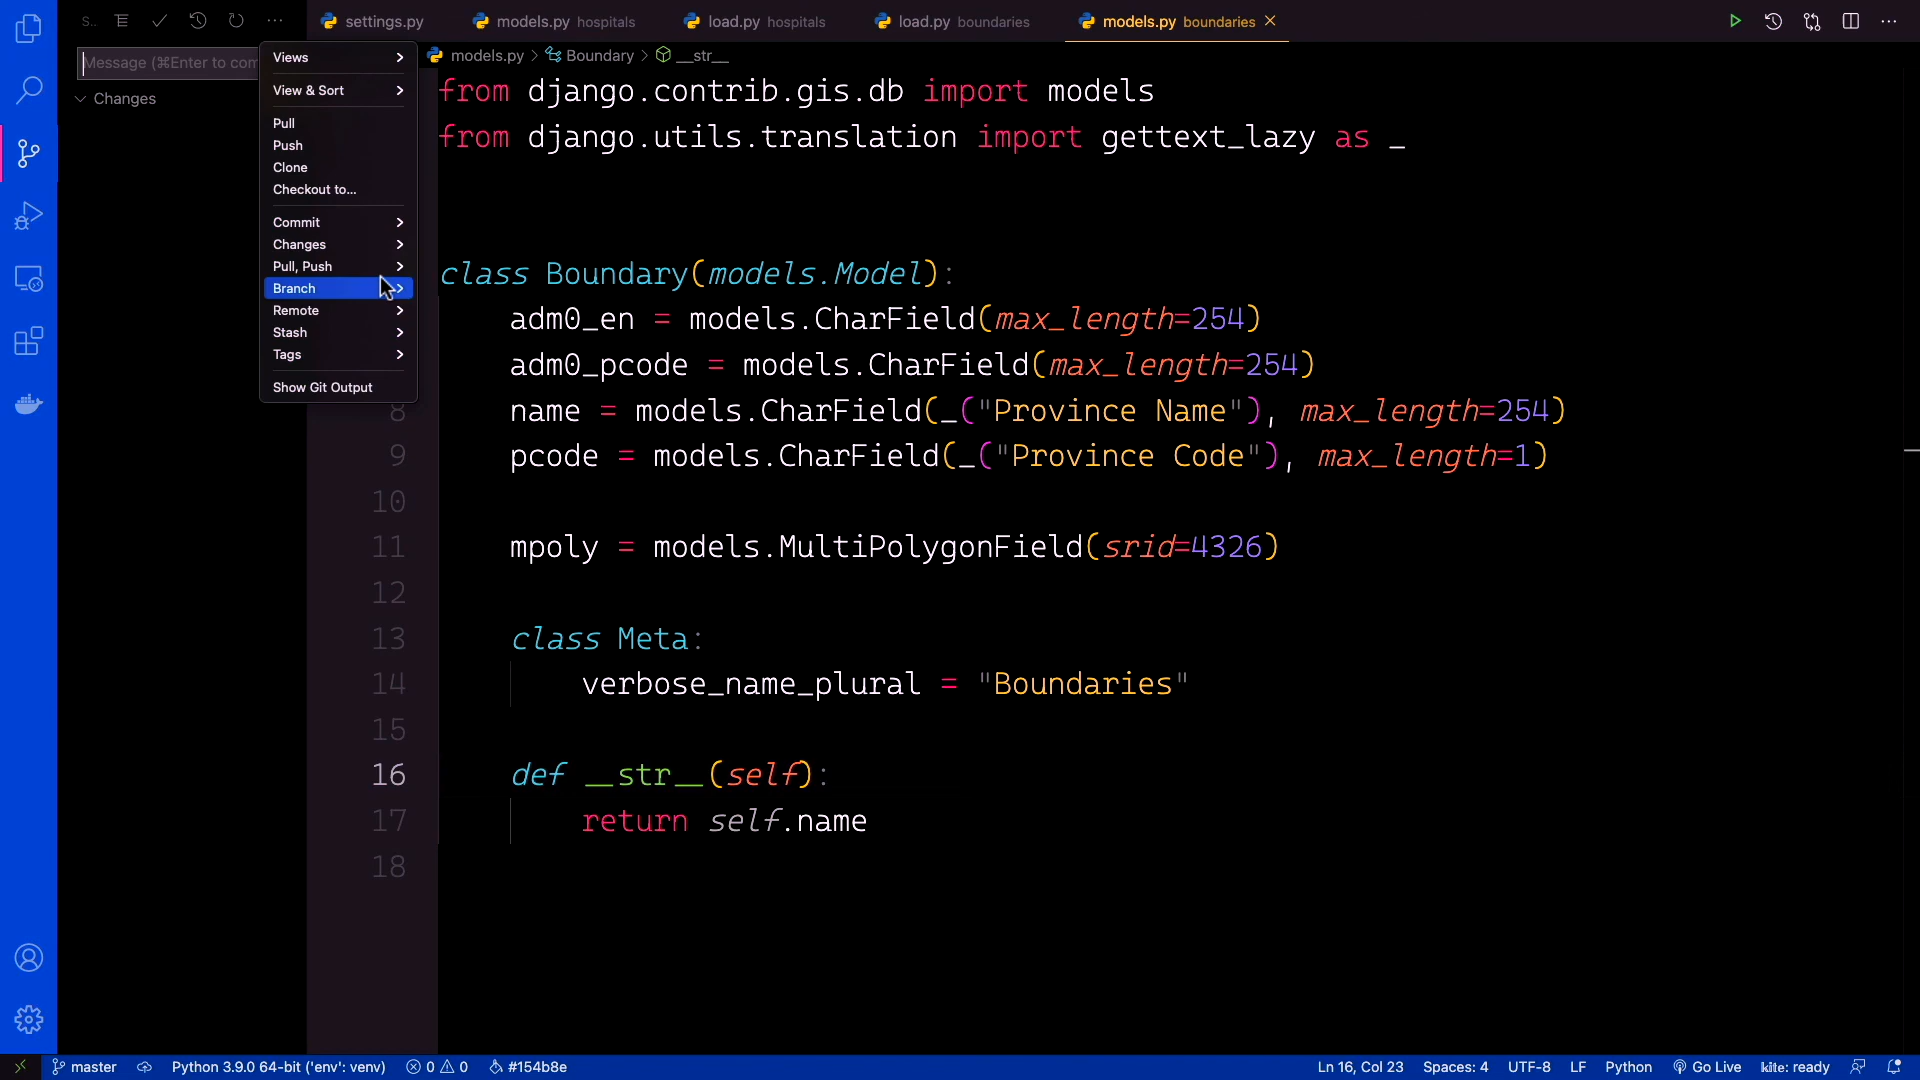 S..
settings.py
models.py hospitals
load.py hospitals
load.py boundaries
models.py boundaries
Message (⌘Enter to com
Changes
Views
View & Sort
Pull
Push
Clone
Checkout to...
Commit
Changes
Pull, Push
Branch
Remote
Stash
Tags
Show Git Output
models.py > Boundary > __str__
from django.contrib.gis.db import models
from django.utils.translation import gettext_lazy as _
class Boundary(models.Model):
adm0_en = models.CharField(max_length=254)
adm0_pcode = models.CharField(max_length=254)
8 name = models.CharField(_("Province Name"), max_length=254)
9 pcode = models.CharField(_("Province Code"), max_length=1)
10
11 mpoly = models.MultiPolygonField(srid=4326)
12
13 class Meta:
14 verbose_name_plural = "Boundaries"
15
16 def __str__(self):
17 return self.name
18
master
Python 3.9.0 64-bit ('env': venv)
0 0
#154b8e
Ln 16, Col 23
Spaces: 4
UTF-8
LF
Python
Go Live
kite: ready